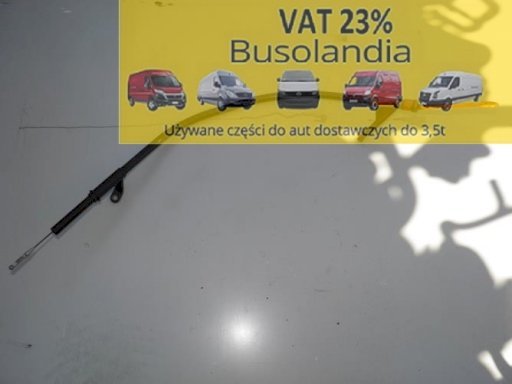 VAT 23%
Busolandia
Używane części do aut dostawczych do 3,5t